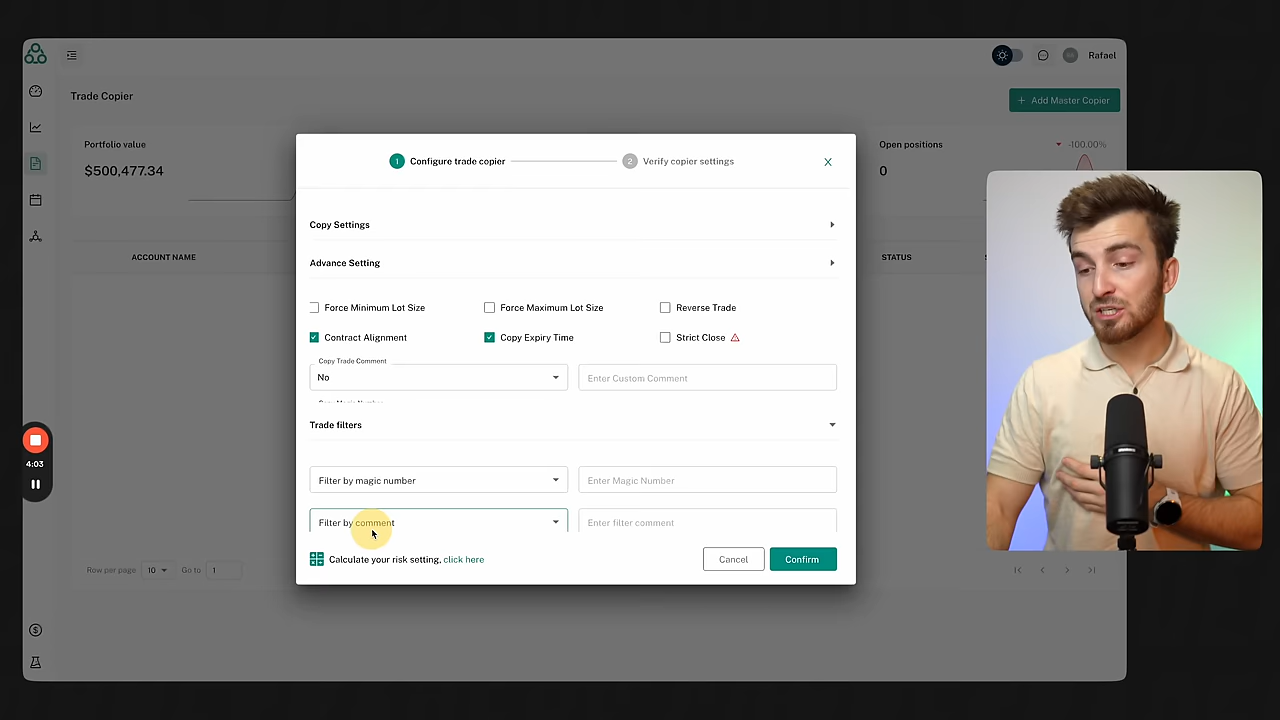 Rafael
Trade Copier
+ Add Master Copier
Portfolio value
$500,477.34
Open positions
-100.00%
0
ACCOUNT NAME
STATUS
1 Configure trade copier
2 Verify copier settings
Copy Settings
Advance Setting
Force Minimum Lot Size
Force Maximum Lot Size
Reverse Trade
Contract Alignment
Copy Expiry Time
Strict Close
Copy Trade Comment
No
Enter Custom Comment
Trade filters
Filter by magic number
Enter Magic Number
Filter by comment
Enter filter comment
Calculate your risk setting, click here
Cancel
Confirm
4:03
Row per page 10 Go to 1